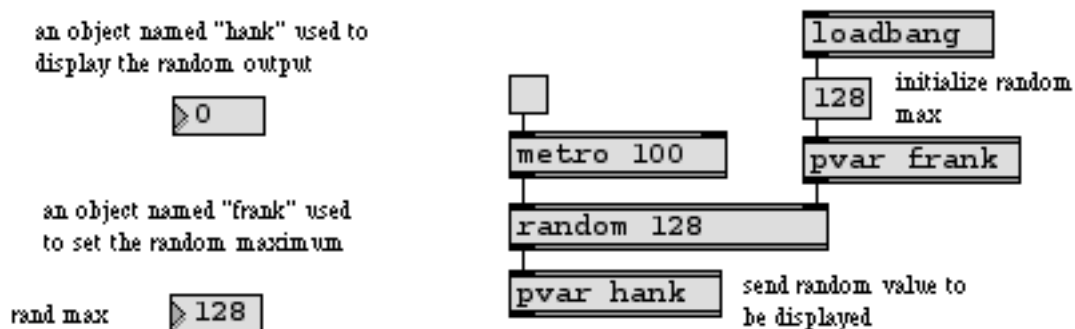 an object named "hank" used to
display the random output
0
an object named "frank" used
to set the random maximum
rand max 128
metro 100
random 128
pvar hank
send random value to
be displayed
loadbang
128
initialize random
max
pvar frank